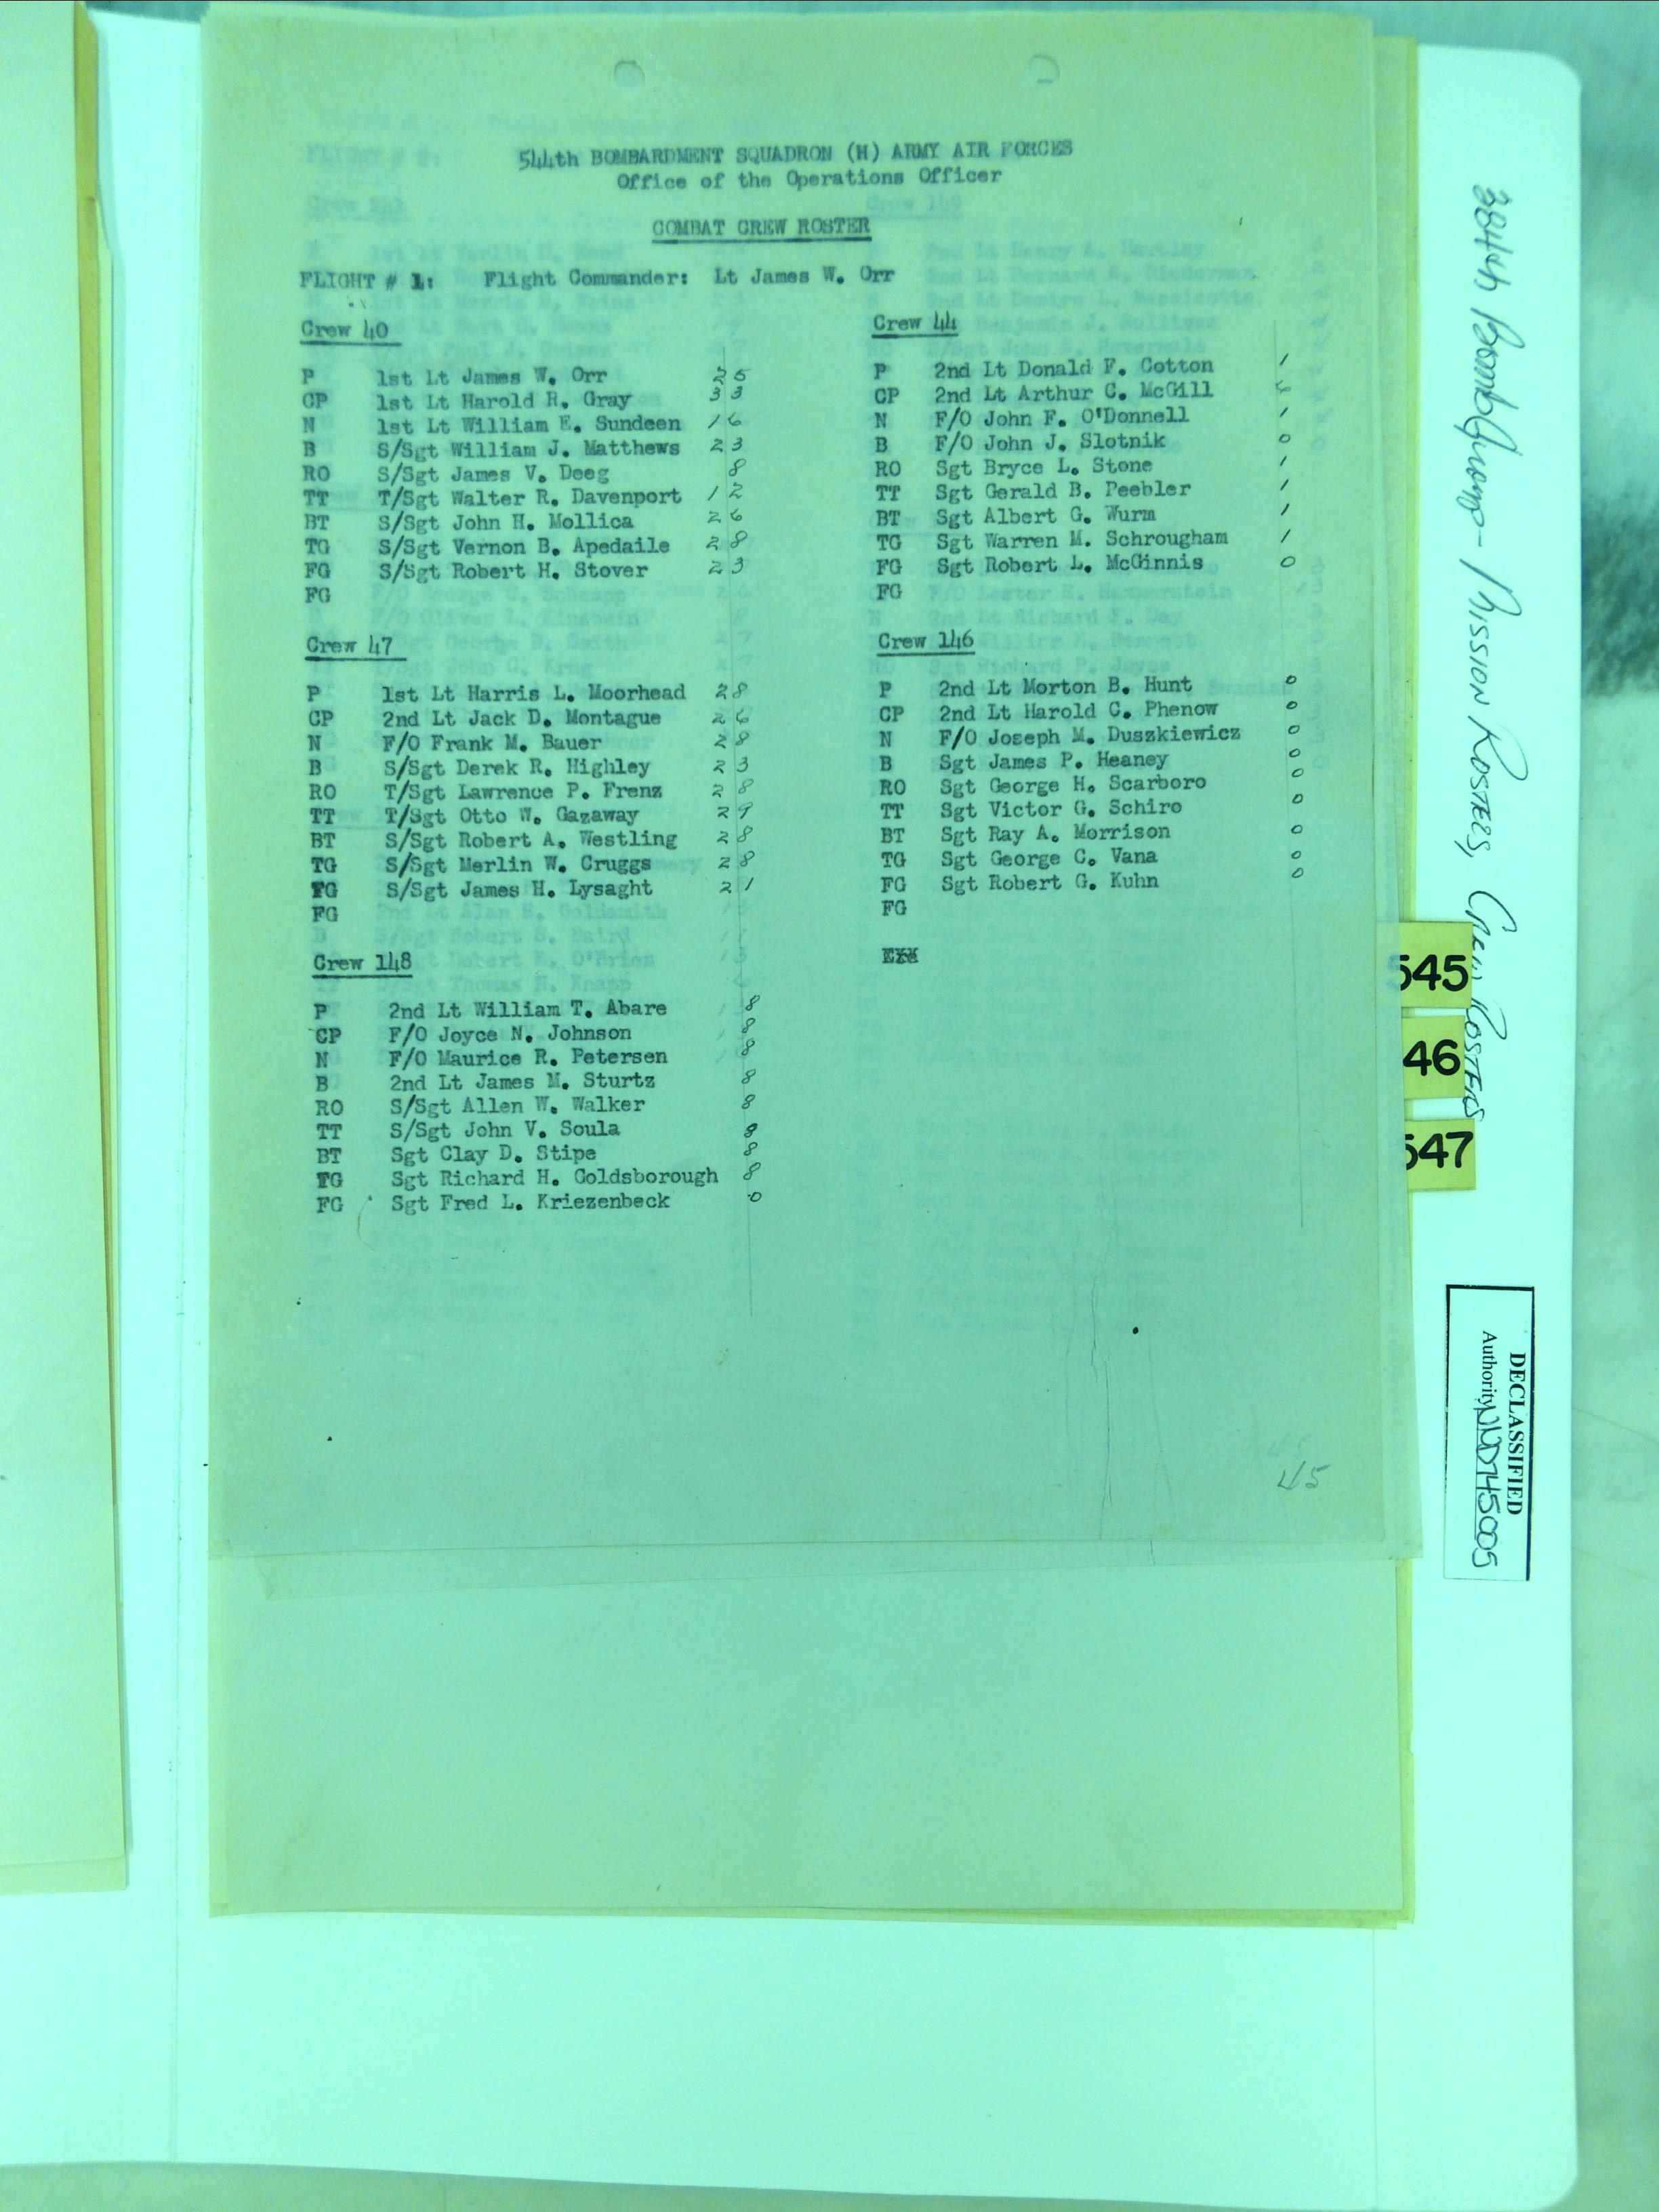 544th BOMBARDMENT SQUADRON (H) ARMY AIR FORCES
Office of the Operations Officer
COMBAT CREW ROSTER
FLIGHT # 1: Flight Commander: Lt James W. Orr
Crew 40
P 1st Lt James W. Orr 25
CP 1st Lt Harold R. Gray 33
N 1st Lt William E. Sundeen 16
B S/Sgt William J. Matthews 23
RO S/Sgt James V. Deeg 8
TT T/Sgt Walter R. Davenport 12
BT S/Sgt John H. Mollica 26
TG S/Sgt Vernon B. Apedaile 28
FG S/Sgt Robert H. Stover 23
FG
Crew 44
P 2nd Lt Donald F. Cotton 1
CP 2nd Lt Arthur C. McGill 6
N F/O John F. O'Donnell 1
B F/O John J. Slotnik 0
RO Sgt Bryce L. Stone 1
TT Sgt Gerald B. Peebler 1
BT Sgt Albert G. Wurm 1
TG Sgt Warren M. Schrougham 1
FG Sgt Robert L. McGinnis 0
FG
Crew 47
P 1st Lt Harris L. Moorhead 28
CP 2nd Lt Jack D. Montague 26
N F/O Frank M. Bauer 28
B S/Sgt Derek R. Highley 23
RO T/Sgt Lawrence P. Frenz 28
TT T/Sgt Otto W. Gazaway 29
BT S/Sgt Robert A. Westling 28
TG S/Sgt Merlin W. Cruggs 28
FG S/Sgt James H. Lysaght 21
FG
Crew 146
P 2nd Lt Morton B. Hunt 0
CP 2nd Lt Harold C. Phenow 0
N F/O Joseph M. Duszkiewicz 0
B Sgt James P. Heaney 0
RO Sgt George H. Scarboro 0
TT Sgt Victor G. Schiro 0
BT Sgt Ray A. Morrison 0
TG Sgt George C. Vana 0
FG Sgt Robert G. Kuhn 0
FG
Crew 148
P 2nd Lt William T. Abare 8
CP F/O Joyce N. Johnson 8
N F/O Maurice R. Petersen 8
B 2nd Lt James M. Sturtz 8
RO S/Sgt Allen W. Walker 8
TT S/Sgt John V. Soula 8
BT Sgt Clay D. Stipe 8
TG Sgt Richard H. Goldsborough 8
FG Sgt Fred L. Kriezenbeck 0
45
384th Bomb Group - Mission Rosters, Crew Rosters
545
46
547
DECLASSIFIED
Authority NND745005